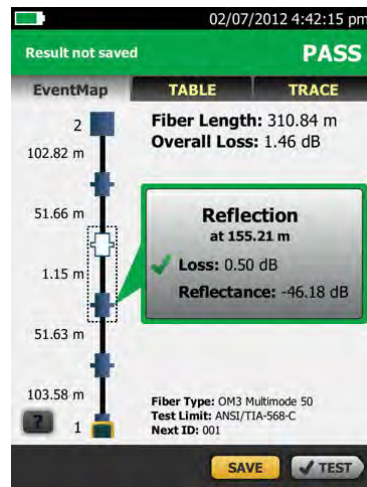 02/07/2012 4:42:15 pm
Result not saved PASS
EventMap TABLE TRACE
2
102.82 m
51.66 m
1.15 m
51.63 m
103.58 m
1
Fiber Length: 310.84 m
Overall Loss: 1.46 dB
Reflection
at 155.21 m
Loss: 0.50 dB
Reflectance: -46.18 dB
Fiber Type: OM3 Multimode 50
Test Limit: ANSI/TIA-568-C
Next ID: 001
?
SAVE TEST